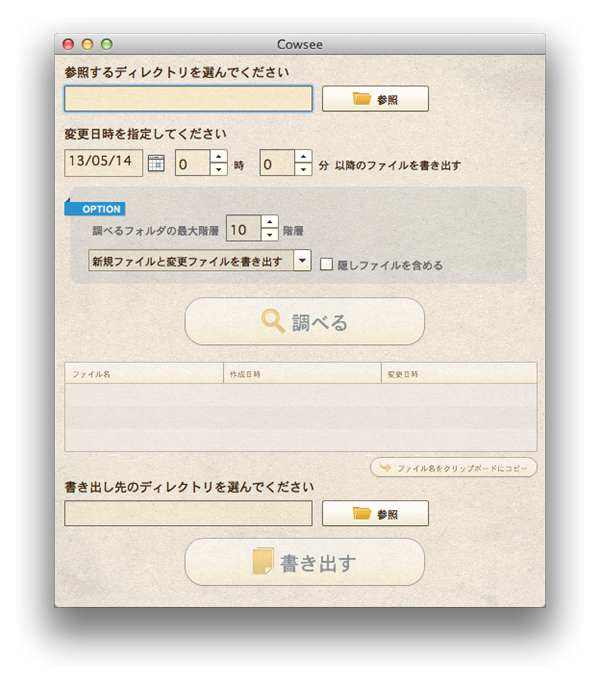 Cowsee
参照するディレクトリを選んでください
参照
変更日時を指定してください
13/05/14 0 時 0 分 以降のファイルを書き出す
OPTION
調べるフォルダの最大階層 10 階層
新規ファイルと変更ファイルを書き出す 隠しファイルを含める
調べる
ファイル名 作成日時 変更日時
ファイル名をクリップボードにコピー
書き出し先のディレクトリを選んでください
参照
書き出す